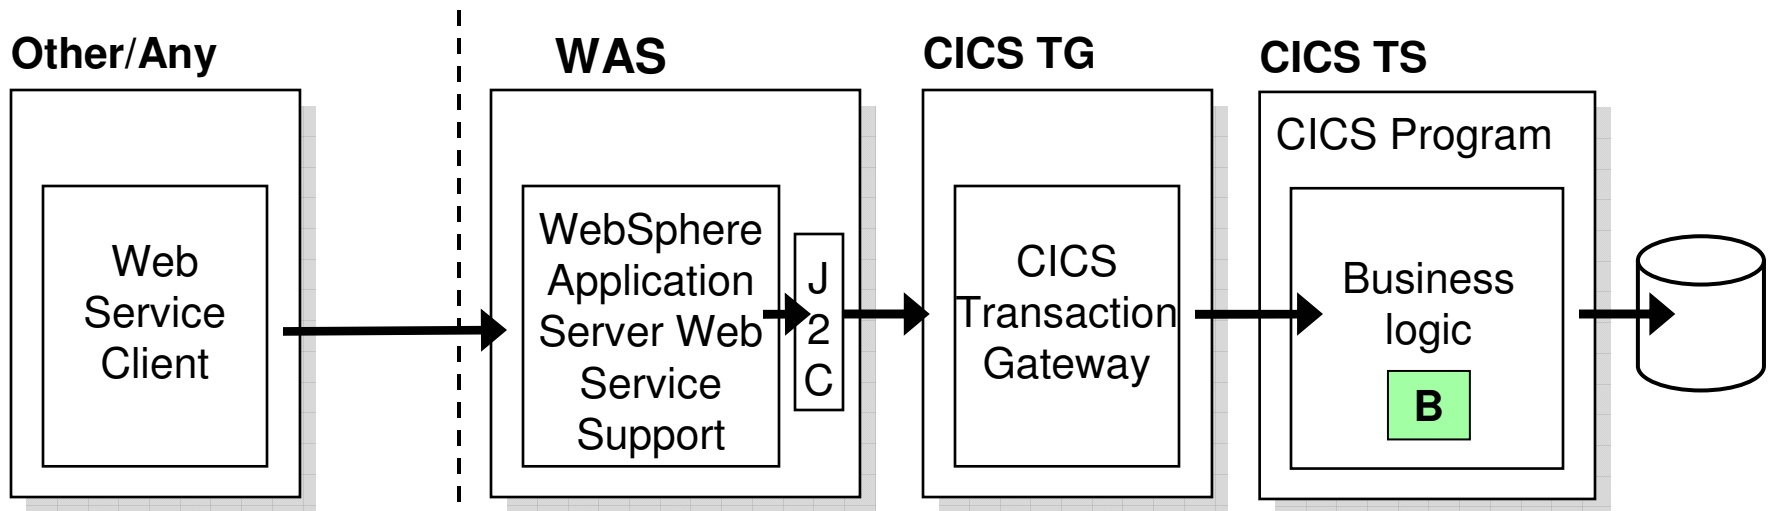 Other/Any
WAS
CICS TG
CICS TS
Web
Service
Client
WebSphere
Application
Server Web
Service
Support
J
2
C
CICS
Transaction
Gateway
CICS Program
Business
logic
B